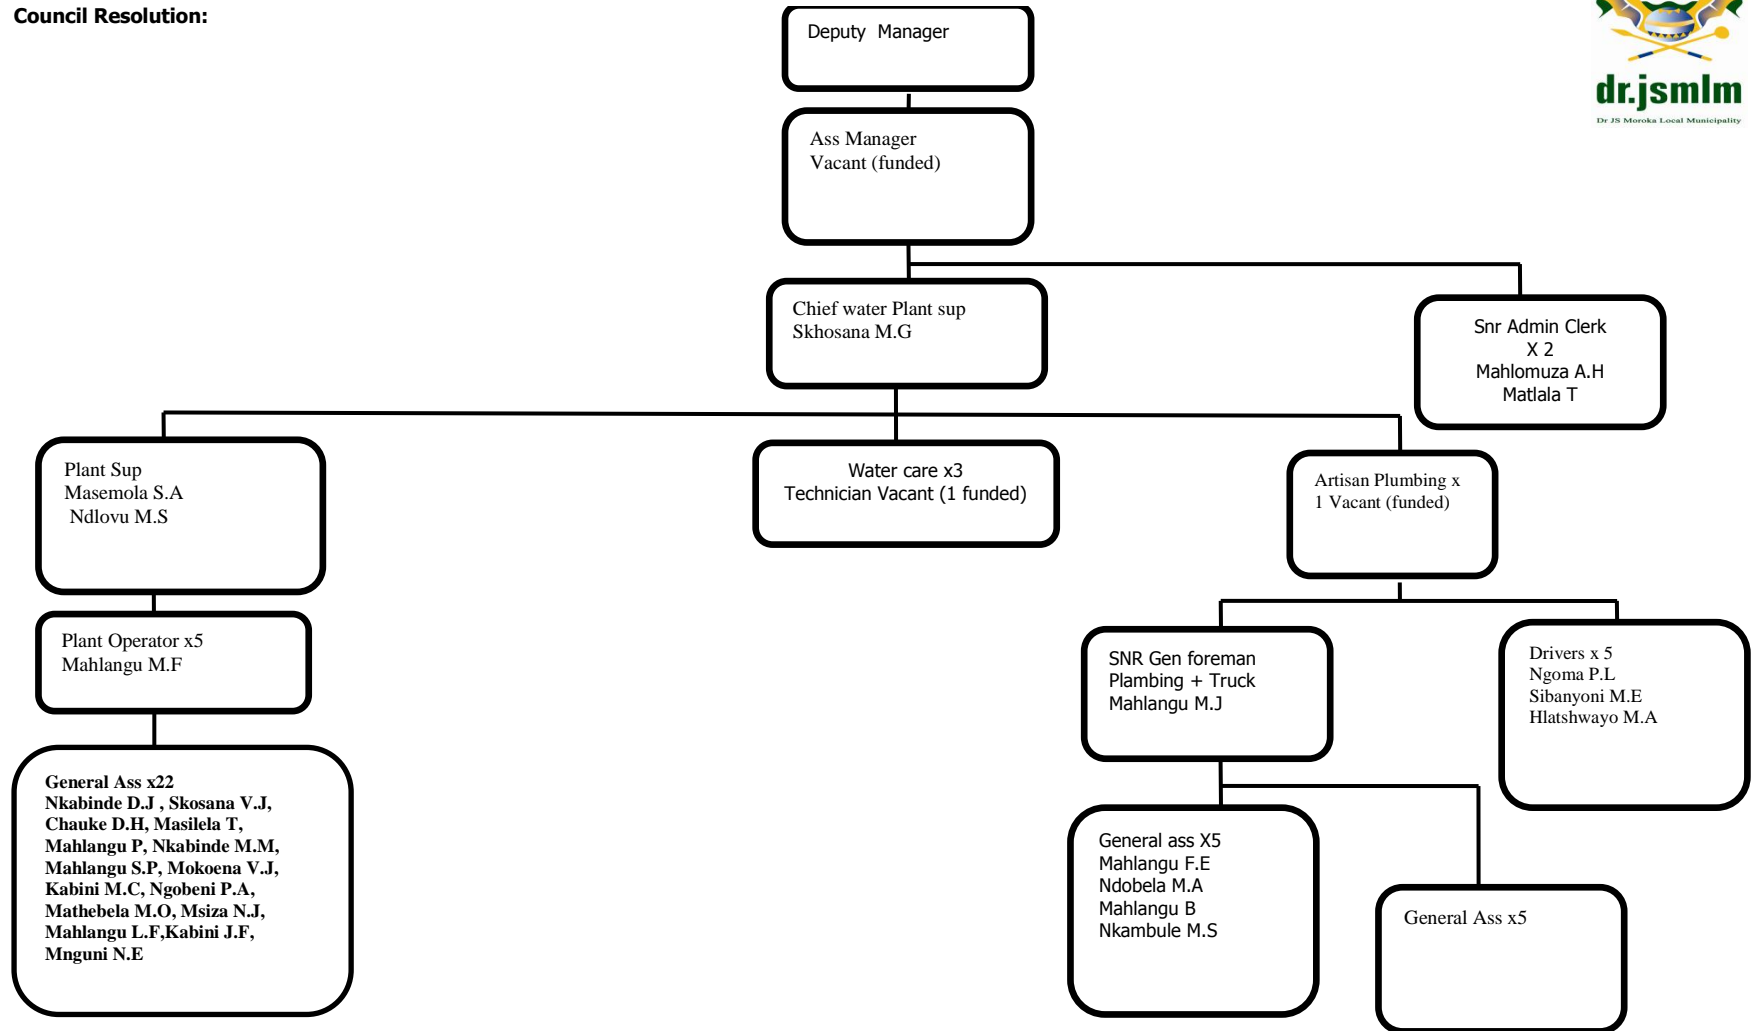 Council Resolution:
Deputy  Manager
dr.jsmlm
Dr JS Moroka Local Municipality
Ass Manager
Vacant (funded)
Chief water Plant sup
Skhosana M.G
Snr Admin Clerk
X 2
Mahlomuza A.H
Matlala T
Plant Sup
Masemola S.A
Ndlovu M.S
Water care x3
Technician Vacant (1 funded)
Artisan Plumbing x
1 Vacant (funded)
Plant Operator x5
Mahlangu M.F
SNR Gen foreman
Plambing + Truck
Mahlangu M.J
Drivers x 5
Ngoma P.L
Sibanyoni M.E
Hlatshwayo M.A
General Ass x22
Nkabinde D.J , Skosana V.J,
Chauke D.H, Masilela T,
Mahlangu P, Nkabinde M.M,
Mahlangu S.P, Mokoena V.J,
Kabini M.C, Ngobeni P.A,
Mathebela M.O, Msiza N.J,
Mahlangu L.F,Kabini J.F,
Mnguni N.E
General ass X5
Mahlangu F.E
Ndobela M.A
Mahlangu B
Nkambule M.S
General Ass x5